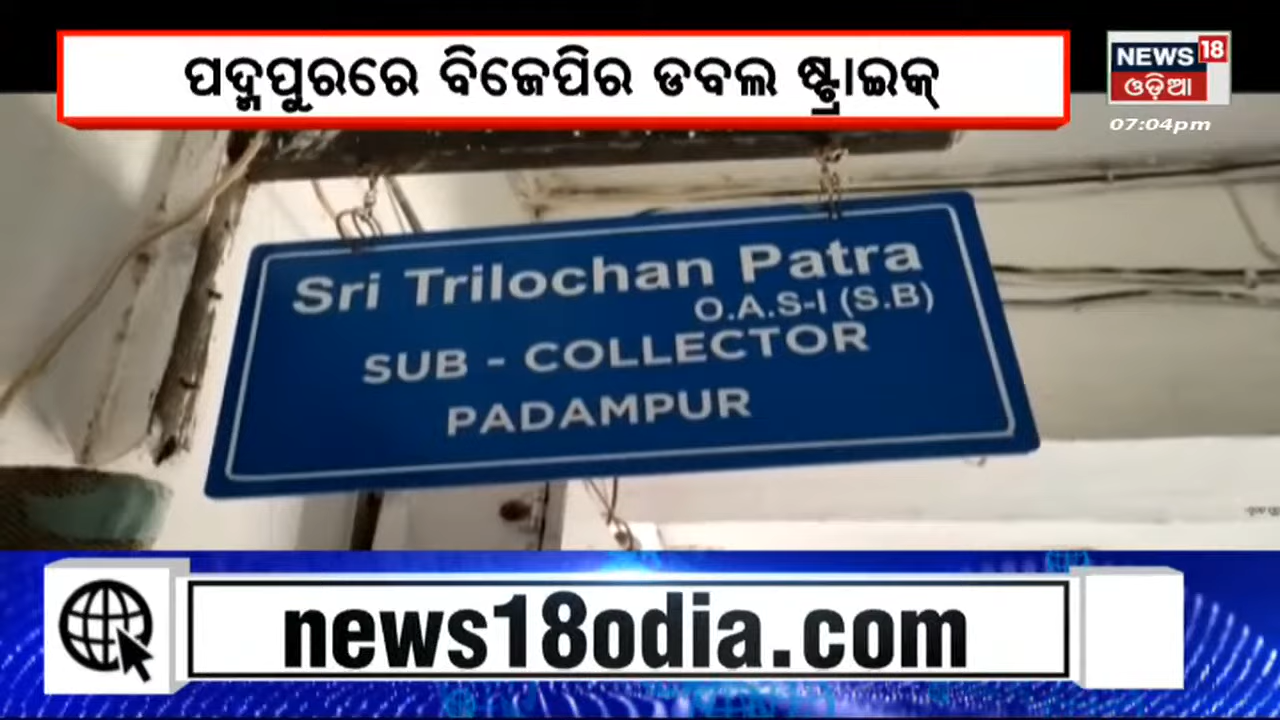 ପଦ୍ମପୁରରେ ବିଜେପିର ଡବଲ ଷ୍ଟ୍ରାଇକ୍
NEWS 18
ଓଡ଼ିଆ
07:04pm
Sri Trilochan Patra
O.A.S-I (S.B)
SUB - COLLECTOR
PADAMPUR
news18odia.com